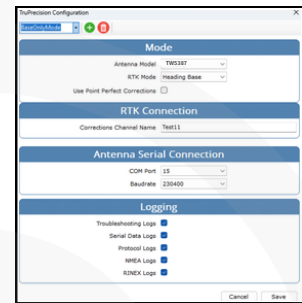 TruPrecision Configuration
BaseOnlyMode
Mode
Antenna Model TW5387
RTK Mode Heading Base
Use Point Perfect Corrections
RTK Connection
Corrections Channel Name Test11
Antenna Serial Connection
COM Port 15
Baudrate 230400
Logging
Troubleshooting Logs
Serial Data Logs
Protocol Logs
NMEA Logs
RINEX Logs
Cancel Save